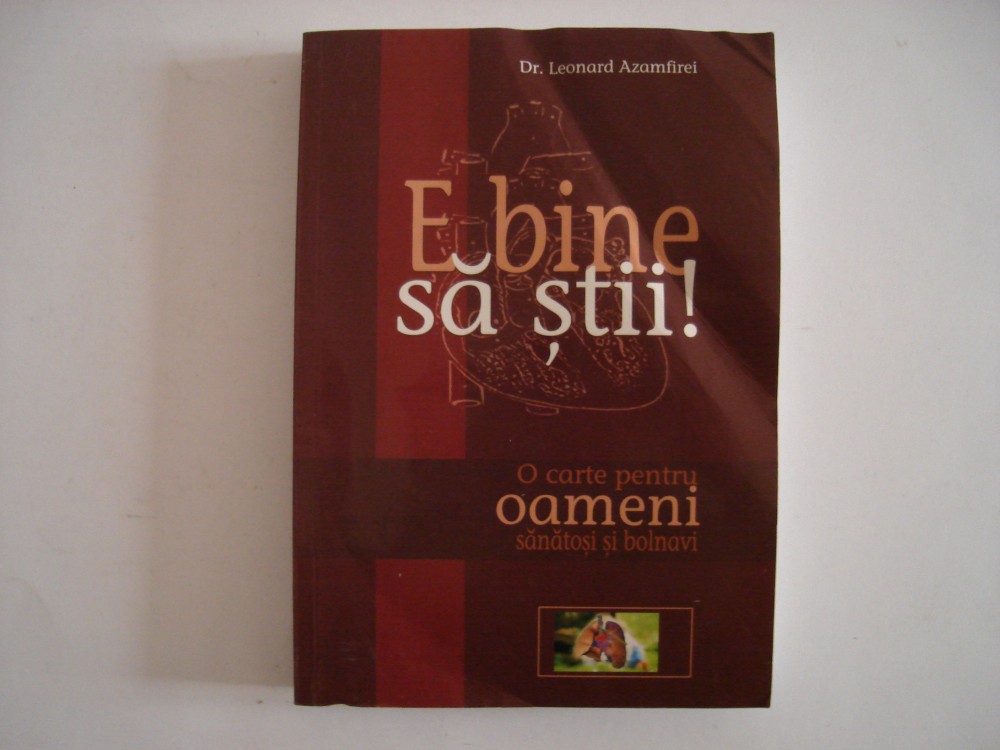 Dr. Leonard Azamfirei
E bine
să știi!
O carte pentru
oameni
sănătoși și bolnavi